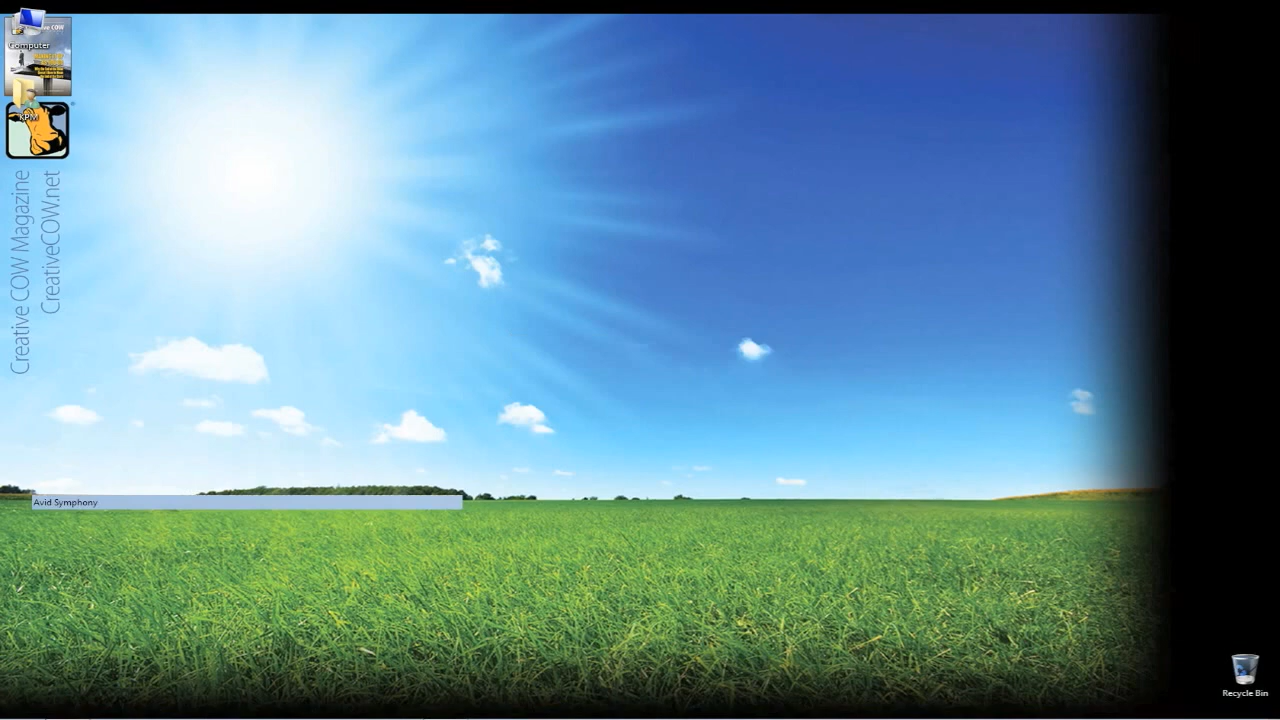 Computer
KPM
Creative COW Magazine
CreativeCOW.net
Avid Symphony
Recycle Bin